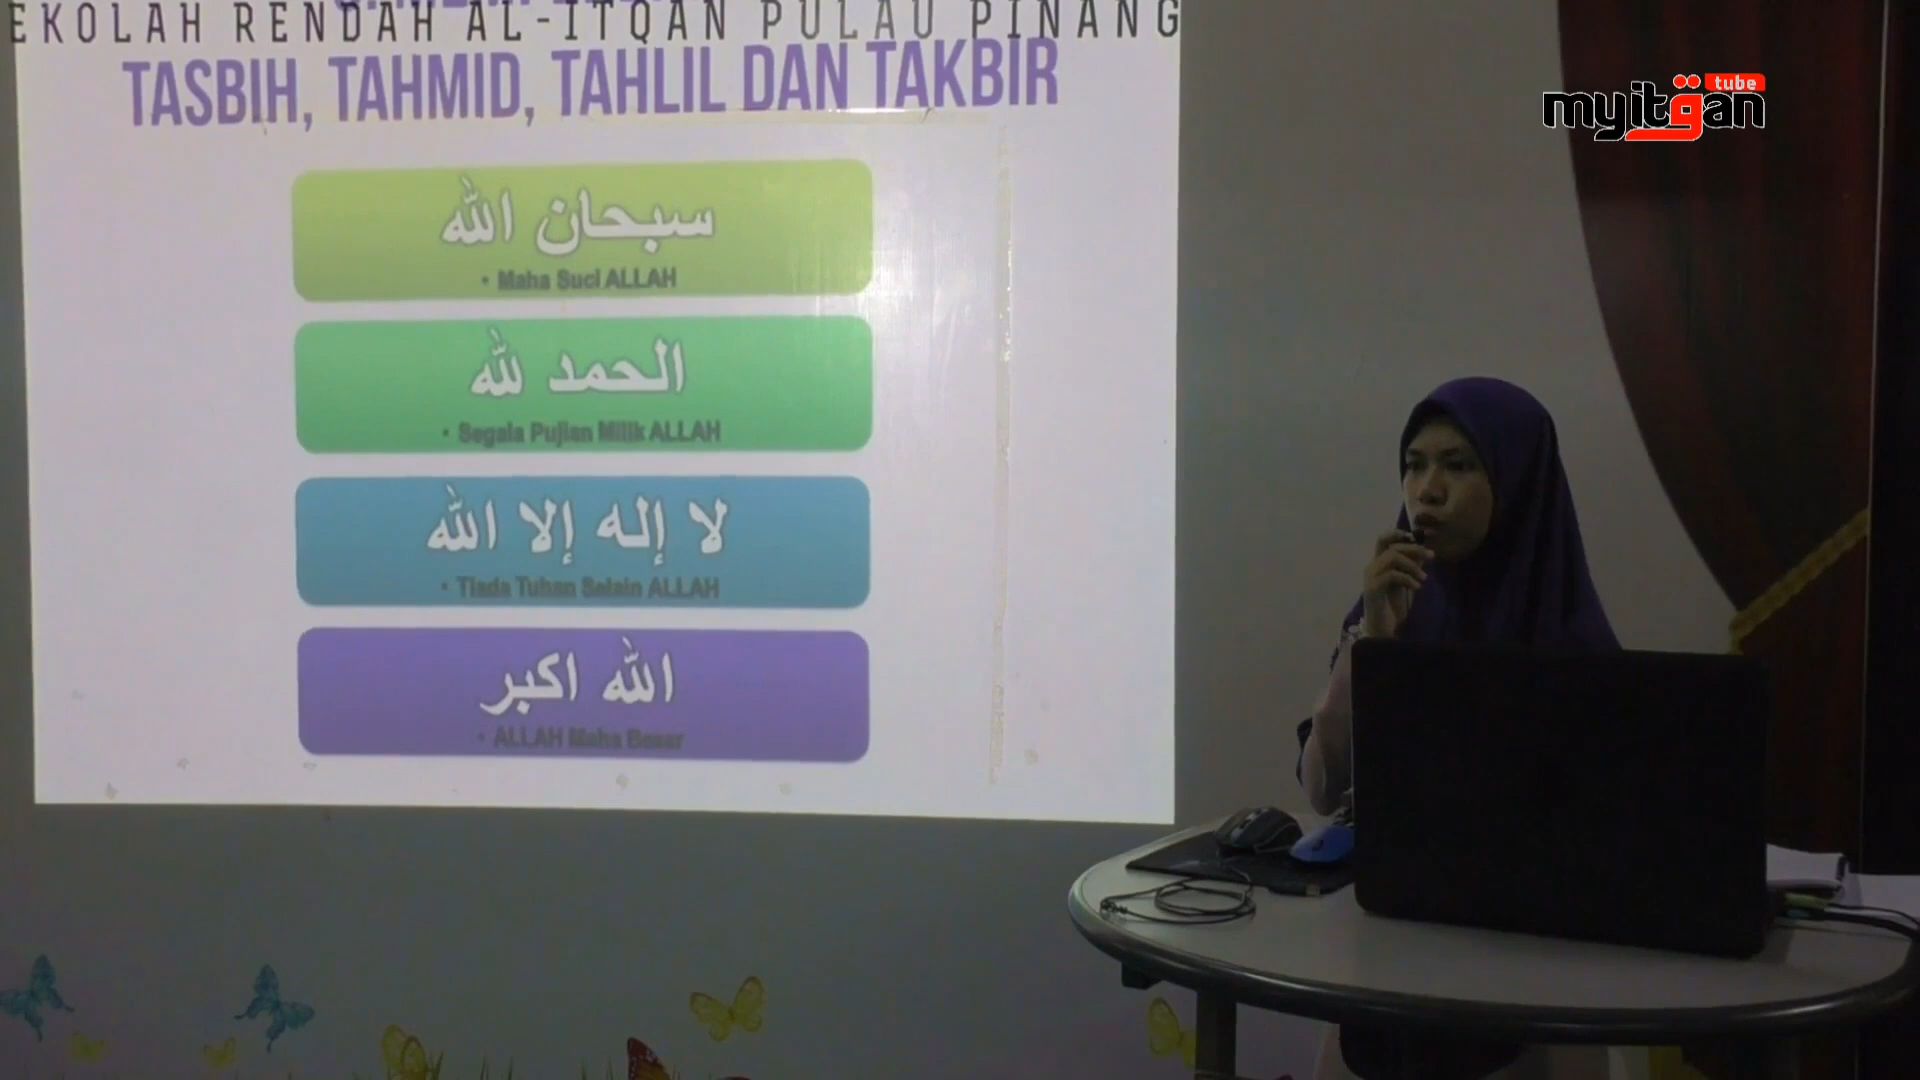 EKOLAH RENDAH AL-ITQAN PULAU PINANG
TASBIH, TAHMID, TAHLIL DAN TAKBIR
tube
myitqan
سبحان الله
• Maha Suci ALLAH
الحمد لله
• Segala Pujian Milik ALLAH
لا إله إلا الله
• Tiada Tuhan Selain ALLAH
الله اكبر
• ALLAH Maha Besar